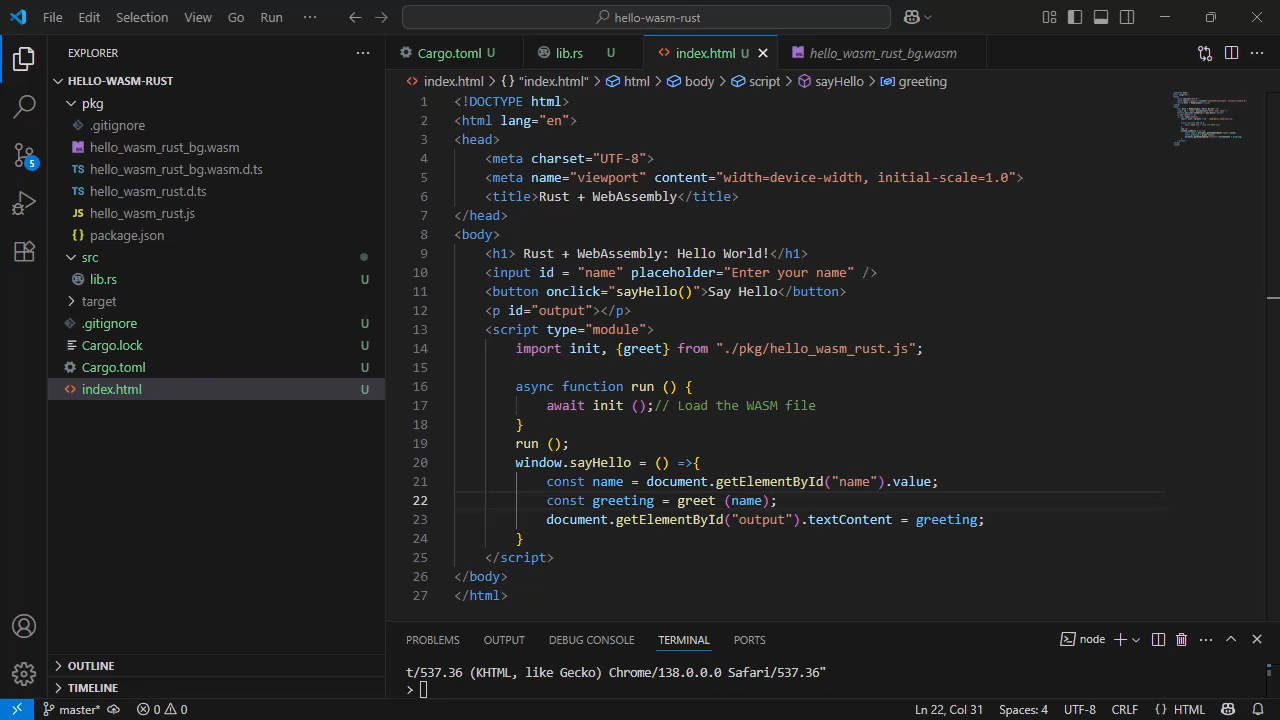 File Edit Selection View Go Run ··· hello-wasm-rust
EXPLORER ···
HELLO-WASM-RUST
pkg
.gitignore
hello_wasm_rust_bg.wasm
TS hello_wasm_rust_bg.wasm.d.ts
TS hello_wasm_rust.d.ts
JS hello_wasm_rust.js
{} package.json
src
lib.rs U
target
.gitignore U
Cargo.lock U
Cargo.toml U
<> index.html U
OUTLINE
TIMELINE
5
Cargo.toml U lib.rs U <> index.html U hello_wasm_rust_bg.wasm
<> index.html > {} "index.html" > html > body > script > sayHello > greeting
1 <!DOCTYPE html>
2 <html lang="en">
3 <head>
4 <meta charset="UTF-8">
5 <meta name="viewport" content="width=device-width, initial-scale=1.0">
6 <title>Rust + WebAssembly</title>
7 </head>
8 <body>
9 <h1> Rust + WebAssembly: Hello World!</h1>
10 <input id = "name" placeholder="Enter your name" />
11 <button onclick="sayHello()">Say Hello</button>
12 <p id="output"></p>
13 <script type="module">
14 import init, {greet} from "./pkg/hello_wasm_rust.js";
15
16 async function run () {
17 await init ();// Load the WASM file
18 }
19 run ();
20 window.sayHello = () =>{
21 const name = document.getElementById("name").value;
22 const greeting = greet (name);
23 document.getElementById("output").textContent = greeting;
24 }
25 </script>
26 </body>
27 </html>
PROBLEMS OUTPUT DEBUG CONSOLE TERMINAL PORTS node
t/537.36 (KHTML, like Gecko) Chrome/138.0.0.0 Safari/537.36"
>
master* 0 0 Ln 22, Col 31 Spaces: 4 UTF-8 CRLF {} HTML